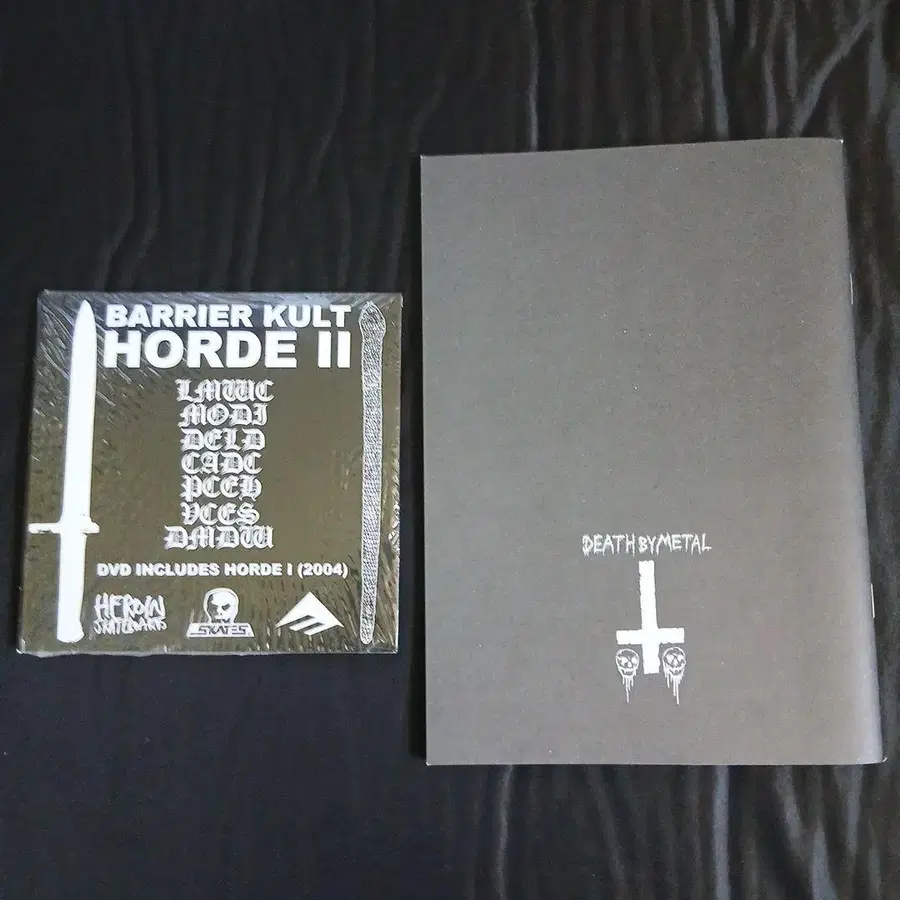 BARRIER KULT
HORDE II
LMWC
MODI
DELD
CADC
PCEH
VCES
DMDW
DVD INCLUDES HORDE I (2004)
HEROIN
SKATEBOARDS
SKATES
DEATH BY METAL